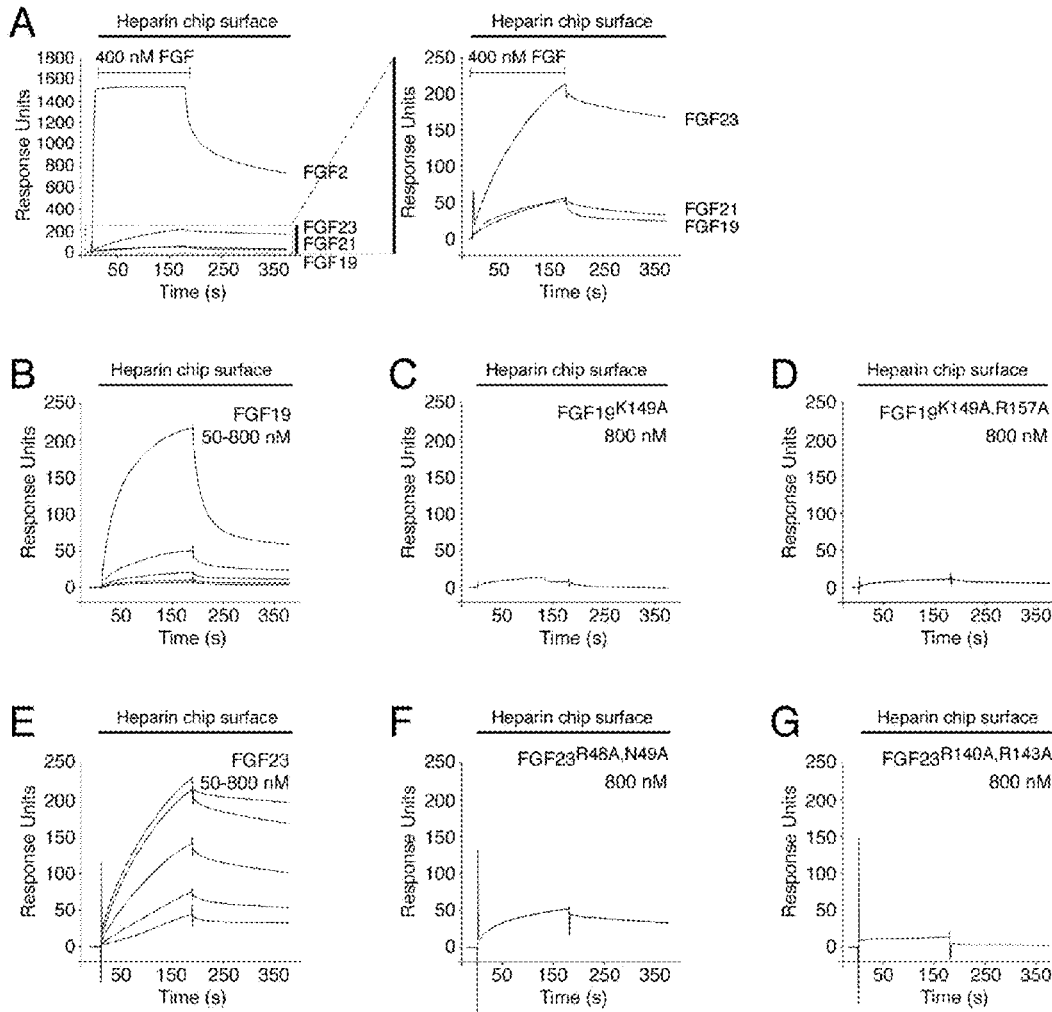 A
Heparin chip surface
400 nM FGF
Response Units
1800
1600
1400
1200
1000
800
600
400
200
0
FGF2
FGF23
FGF21
FGF19
50 150 250 350
Time (s)
Heparin chip surface
400 nM FGF
Response Units
250
200
150
100
50
0
FGF23
FGF21
FGF19
50 150 250 350
Time (s)
B
Heparin chip surface
FGF19
50-800 nM
Response Units
250
200
150
100
50
0
50 150 250 350
Time (s)
C
Heparin chip surface
FGF19K149A
800 nM
Response Units
250
200
150
100
50
0
50 150 250 350
Time (s)
D
Heparin chip surface
FGF19K149A,R157A
800 nM
Response Units
250
200
150
100
50
0
50 150 250 350
Time (s)
E
Heparin chip surface
FGF23
50-800 nM
Response Units
250
200
150
100
50
0
50 150 250 350
Time (s)
F
Heparin chip surface
FGF23R48A,N49A
800 nM
Response Units
250
200
150
100
50
0
50 150 250 350
Time (s)
G
Heparin chip surface
FGF23R140A,R143A
800 nM
Response Units
250
200
150
100
50
0
50 150 250 350
Time (s)